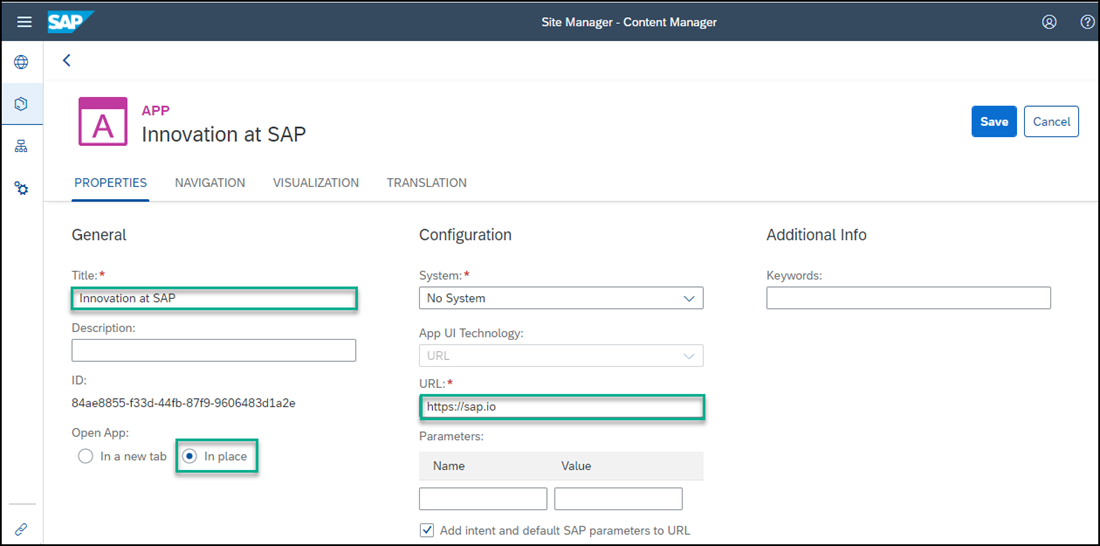 SAP
Site Manager - Content Manager
A
APP
Innovation at SAP
Save
Cancel
PROPERTIES
NAVIGATION
VISUALIZATION
TRANSLATION
General
Title:*
Innovation at SAP
Description:
ID:
84ae8855-f33d-44fb-87f9-9606483d1a2e
Open App:
In a new tab
In place
Configuration
System:*
No System
App UI Technology:
URL
URL:*
https://sap.io
Parameters:
Name Value
Add intent and default SAP parameters to URL
Additional Info
Keywords: